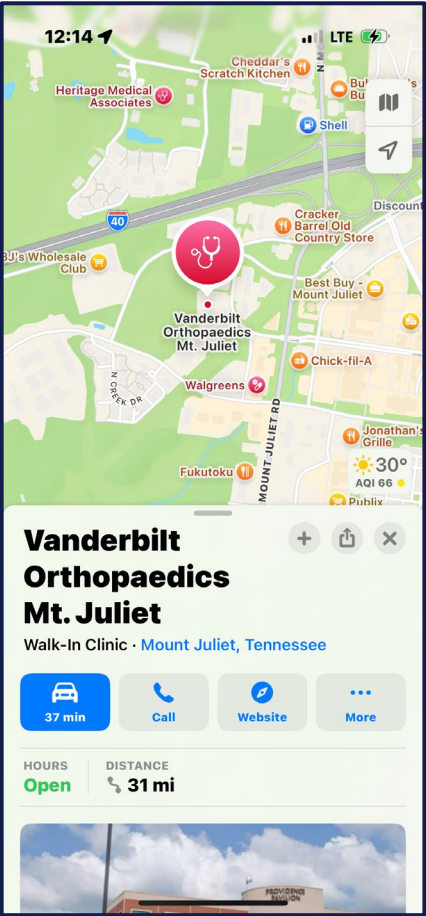 12:14
LTE
Cheddar's
Scratch Kitchen
N M
Heritage Medical
Associates
Shell
40
Discount
Cracker
Barrel Old
Country Store
BJ's Wholesale
Club
Best Buy -
Mount Juliet
Vanderbilt
Orthopaedics
Mt. Juliet
Chick-fil-A
N CREEK DR
Walgreens
MOUNT JULIET RD
Jonathan's
Grille
30°
AQI 66
Fukutoku
Publix
Vanderbilt
Orthopaedics
Mt. Juliet
Walk-In Clinic · Mount Juliet, Tennessee
37 min
Call
Website
More
HOURS
DISTANCE
Open
31 mi
PROVIDENCE
PAVILION